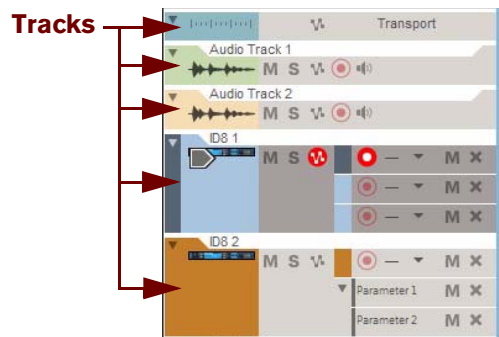 Tracks
Transport
Audio Track 1
M S
Audio Track 2
M S
ID8 1
M S M
M
M
ID8 2
M S M
Parameter 1 M
Parameter 2 M